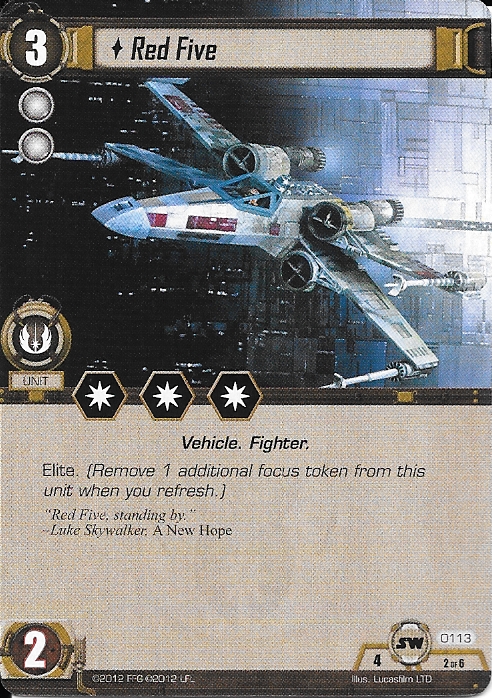 3
Red Five
UNIT
Vehicle. Fighter.
Elite. (Remove 1 additional focus token from this
unit when you refresh.)
"Red Five, standing by."
–Luke Skywalker, A New Hope
2
SW
0113
4
2 OF 6
©2012 FFG ©2012 LFL
Illus. Lucasfilm LTD